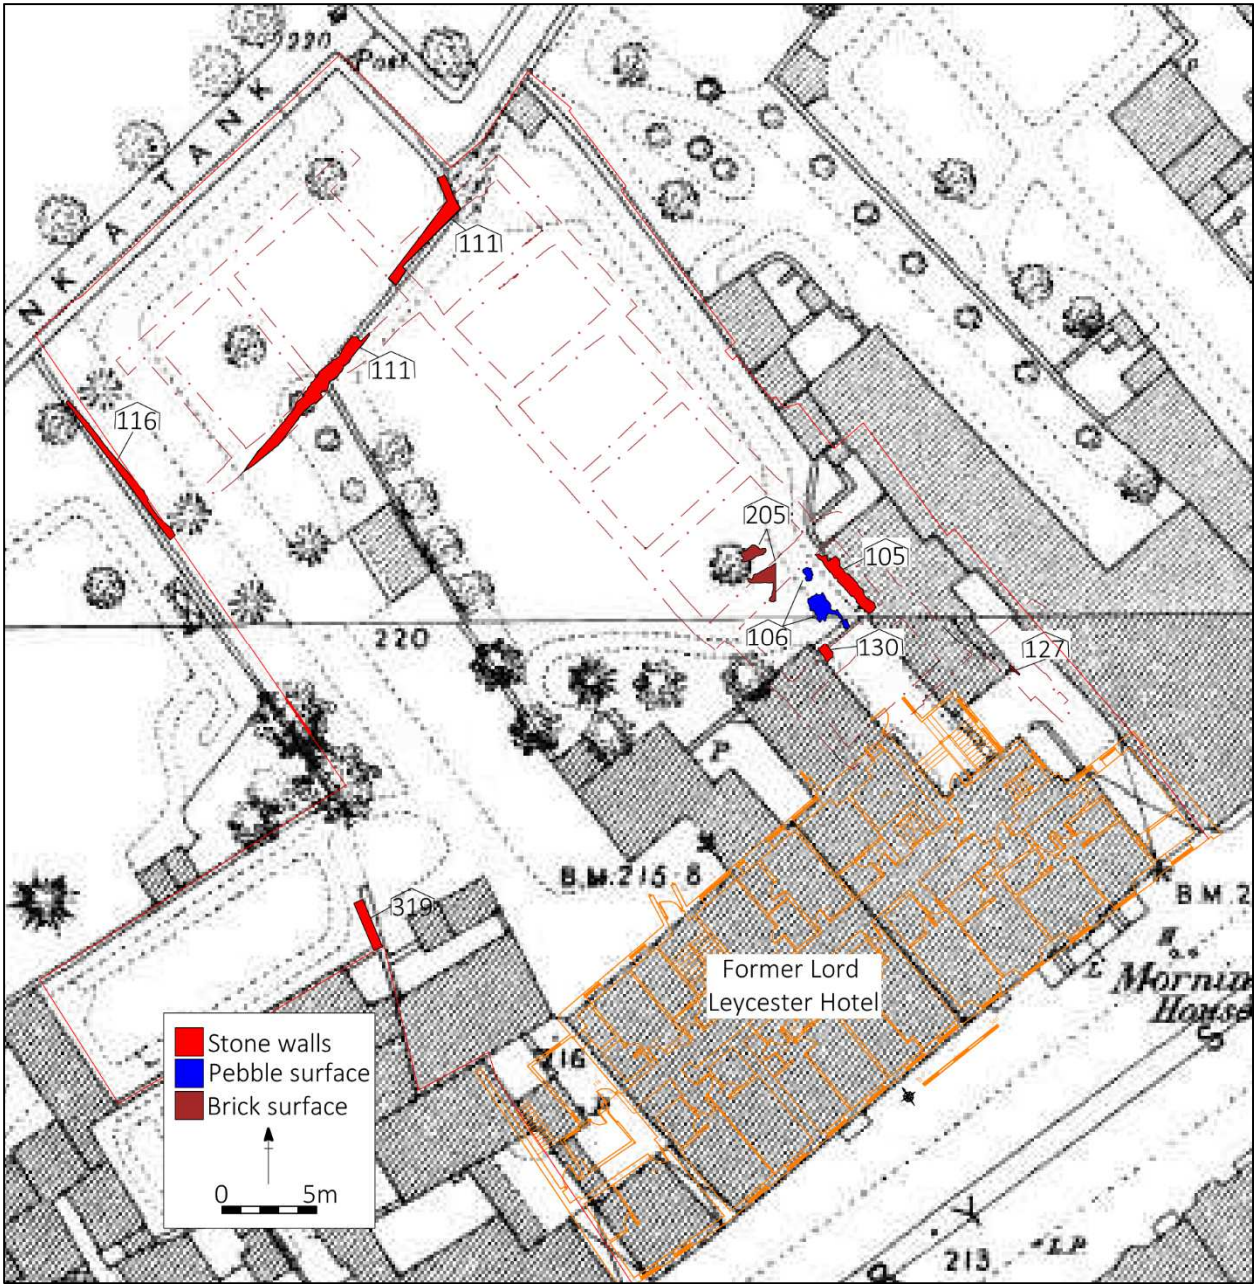 220
Post
NK-A-TANK
111
111
116
205
105
106
130
127
220
P
B.M.215·8
319
B.M.2
Former Lord
Leycester Hotel
L
Mornin
House
216
P
Stone walls
Pebble surface
Brick surface
0 5m
213
L.P.